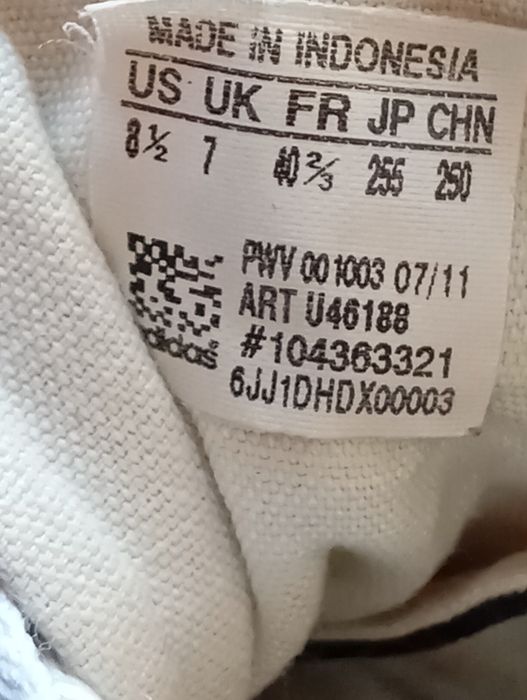 MADE IN INDONESIA
US UK FR JP CHN
8½ 7 40⅔ 255 250
PWV 001003 07/11
ART U46188
#104363321
adidas
6JJ1DHDX00003